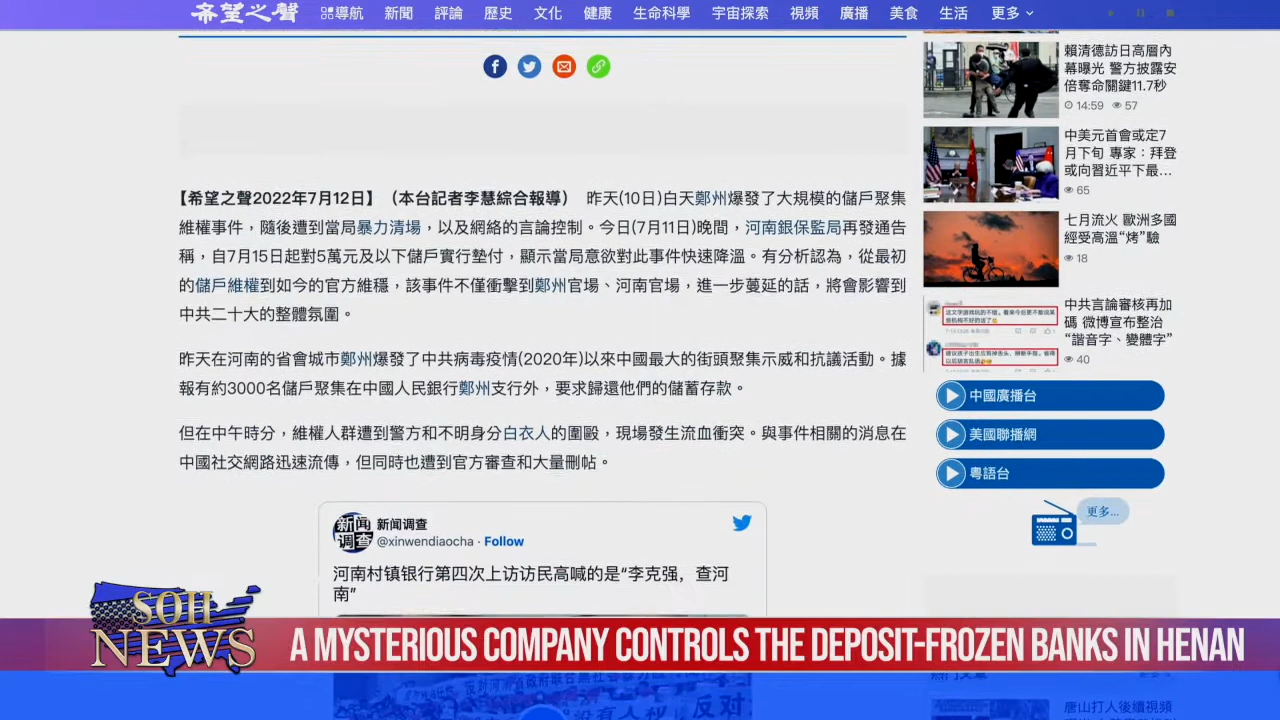 希望之聲 導航 新聞 評論 歷史 文化 健康 生命科學 宇宙探索 視頻 廣播 美食 生活 更多
【希望之聲2022年7月12日】（本台記者李慧綜合報導） 昨天(10日)白天鄭州爆發了大規模的儲戶聚集
維權事件，隨後遭到當局暴力清場，以及網絡的言論控制。今日(7月11日)晚間，河南銀保監局再發通告
稱，自7月15日起對5萬元及以下儲戶實行墊付，顯示當局意欲對此事件快速降溫。有分析認為，從最初
的儲戶維權到如今的官方維穩，該事件不僅衝擊到鄭州官場、河南官場，進一步蔓延的話，將會影響到
中共二十大的整體氛圍。
昨天在河南的省會城市鄭州爆發了中共病毒疫情(2020年)以來中國最大的街頭聚集示威和抗議活動。據
報有約3000名儲戶聚集在中國人民銀行鄭州支行外，要求歸還他們的儲蓄存款。
但在中午時分，維權人群遭到警方和不明身分白衣人的圍毆，現場發生流血衝突。與事件相關的消息在
中國社交網路迅速流傳，但同時也遭到官方審查和大量刪帖。
新闻
调查
新闻调查
@xinwendiaocha · Follow
河南村镇银行第四次上访访民高喊的是“李克强，查河
南”
賴清德訪日高層內
幕曝光 警方披露安
倍奪命關鍵11.7秒
14:59 57
中美元首會或定7
月下旬 專家：拜登
或向習近平下最...
65
七月流火 歐洲多國
經受高溫“烤”驗
18
中共言論審核再加
碼 微博宣布整治
“諧音字、變體字”
40
中國廣播台
美國聯播網
粵語台
更多...
SOH
NEWS
A MYSTERIOUS COMPANY CONTROLS THE DEPOSIT-FROZEN BANKS IN HENAN
反对
唐山打人後續視頻